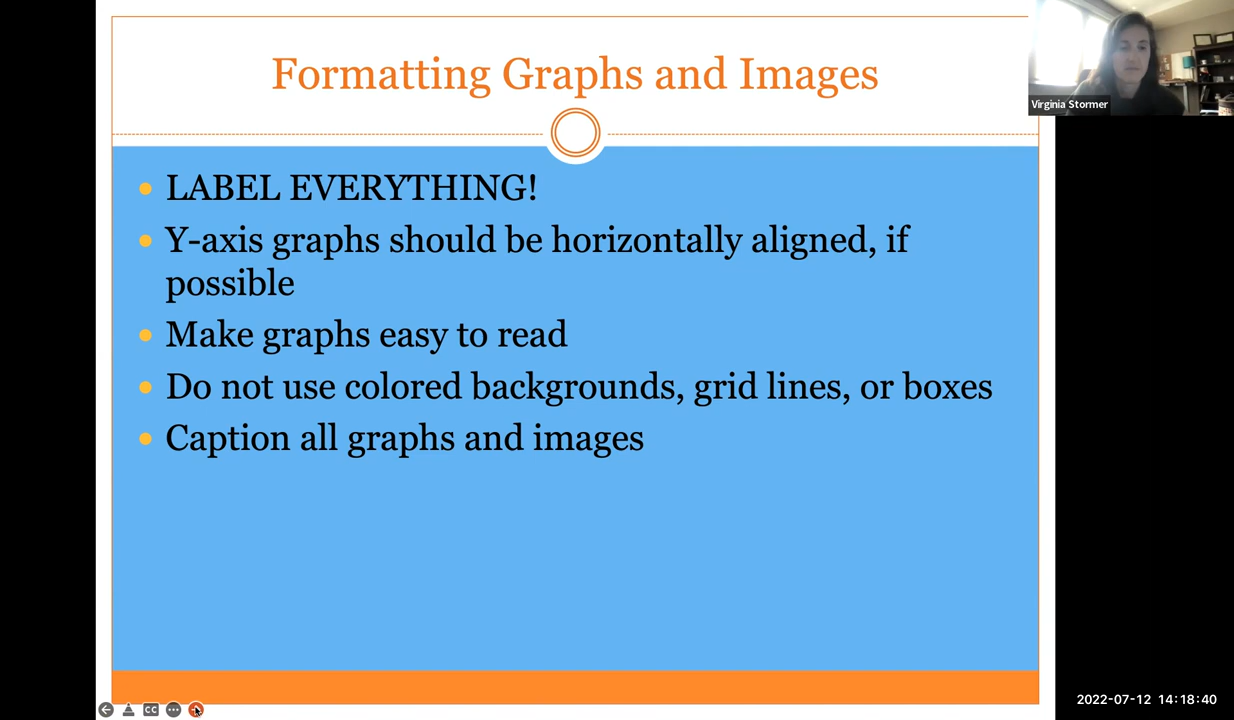 Formatting Graphs and Images
Virginia Stormer
LABEL EVERYTHING!
Y-axis graphs should be horizontally aligned, if
possible
Make graphs easy to read
Do not use colored backgrounds, grid lines, or boxes
Caption all graphs and images
CC
2022-07-12 14:18:40